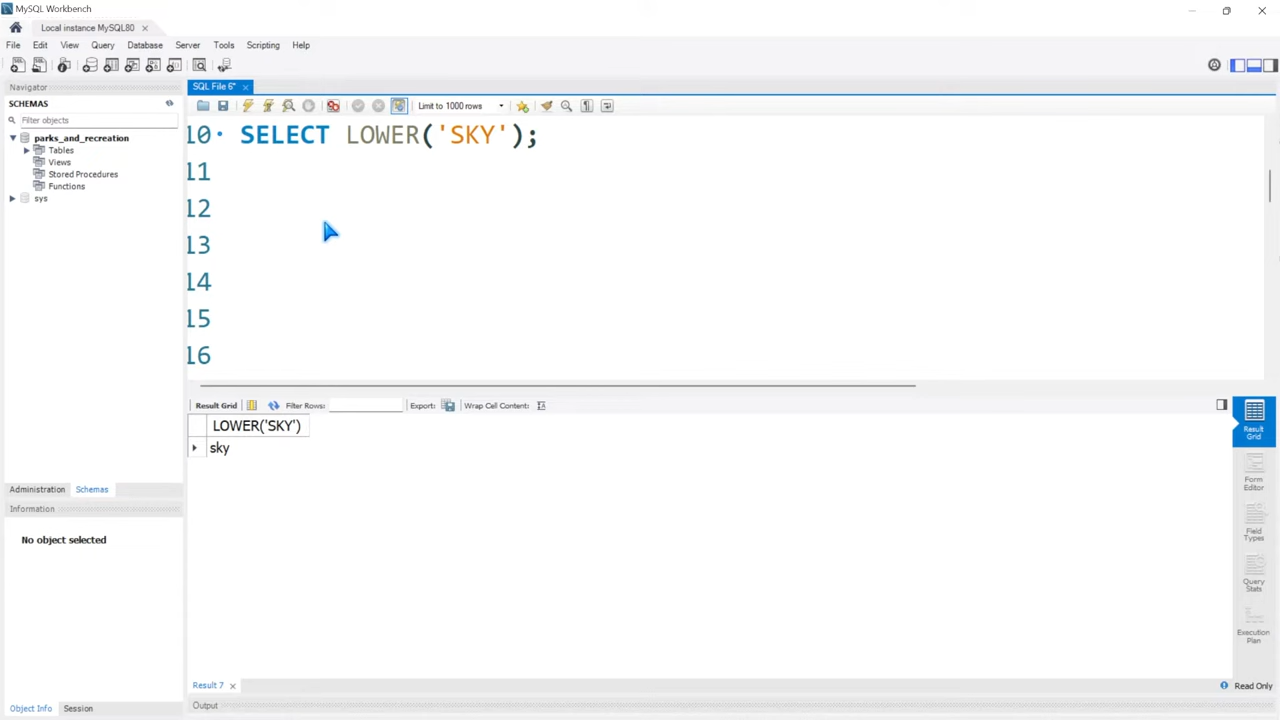 MySQL Workbench
Local instance MySQL80
File Edit View Query Database Server Tools Scripting Help
Navigator
SQL File 6*
SCHEMAS
Limit to 1000 rows
Filter objects
parks_and_recreation
Tables
Views
Stored Procedures
Functions
sys
10 SELECT LOWER('SKY');
11
12
13
14
15
16
Result Grid Filter Rows: Export: Wrap Cell Content:
LOWER('SKY')
sky
Result Grid
Form Editor
Field Types
Query Stats
Execution Plan
Administration Schemas
Information
No object selected
Result 7
Read Only
Object Info Session
Output